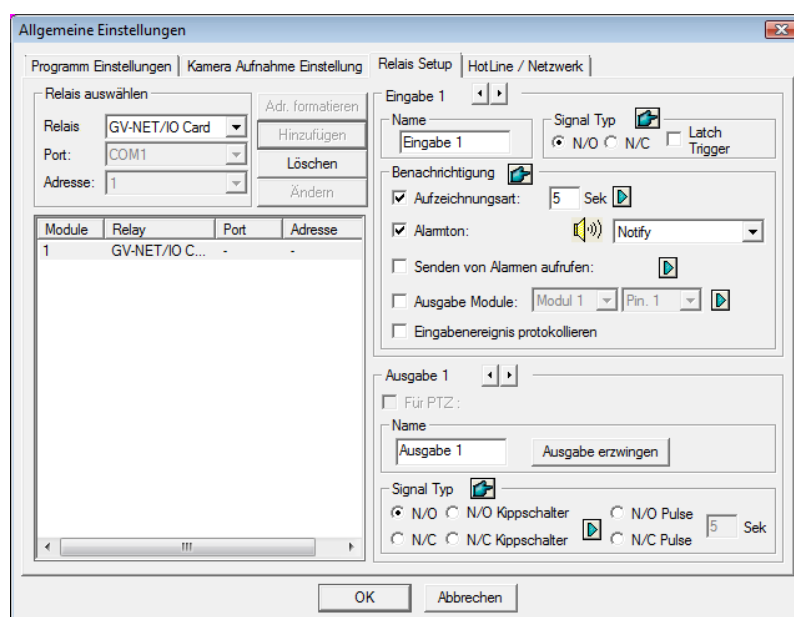 Allgemeine Einstellungen
Programm Einstellungen
Kamera Aufnahme Einstellung
Relais Setup
HotLine / Netzwerk
Relais auswählen
Relais GV-NET/IO Card
Port: COM1
Adresse: 1
Adr. formatieren
Hinzufügen
Löschen
Ändern
Module Relay Port Adresse
1 GV-NET/IO C... - -
Eingabe 1
Name
Eingabe 1
Signal Typ
N/O N/C Latch Trigger
Benachrichtigung
Aufzeichnungsart: 5 Sek
Alarmton: Notify
Senden von Alarmen aufrufen:
Ausgabe Module: Modul 1 Pin. 1
Eingabenereignis protokollieren
Ausgabe 1
Für PTZ :
Name
Ausgabe 1 Ausgabe erzwingen
Signal Typ
N/O N/O Kippschalter N/O Pulse
N/C N/C Kippschalter N/C Pulse
5 Sek
OK Abbrechen